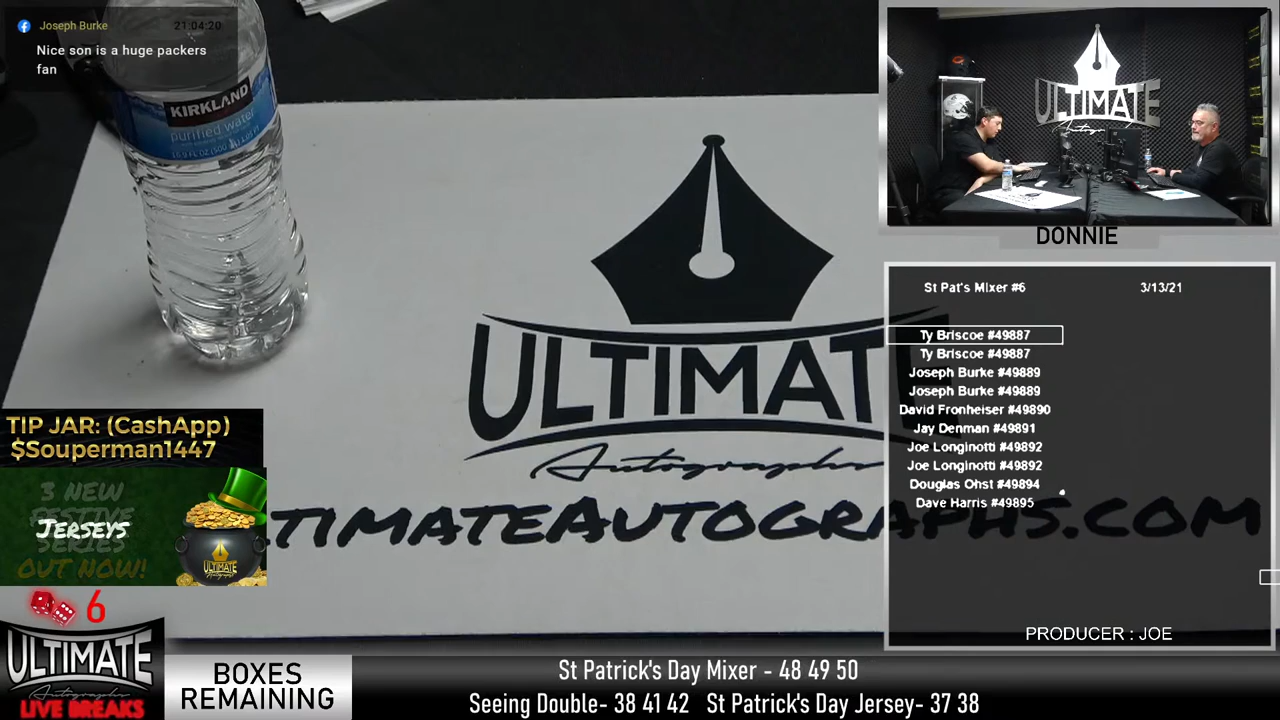 Joseph Burke 21:04:20
Nice son is a huge packers
fan
KIRKLAND
purified water
ULTIMATE
Autographs
DONNIE
St Pat's Mixer #6 3/13/21
Ty Briscoe #49887
Ty Briscoe #49887
Joseph Burke #49889
Joseph Burke #49889
David Fronheiser #49890
Jay Denman #49891
Joe Longinotti #49892
Joe Longinotti #49892
Douglas Ohst #49894
Dave Harris #49895
PRODUCER : JOE
ULTIMATE
Autographs
ULTIMATEAUTOGRAPHS.COM
TIP JAR: (CashApp)
$Souperman1447
3 NEW
FESTIVE
JERSEYS
SERIES
OUT NOW!
ULTIMATE
Autographs
6
ULTIMATE
Autographs
LIVE BREAKS
BOXES
REMAINING
St Patrick's Day Mixer - 48 49 50
Seeing Double- 38 41 42 St Patrick's Day Jersey- 37 38